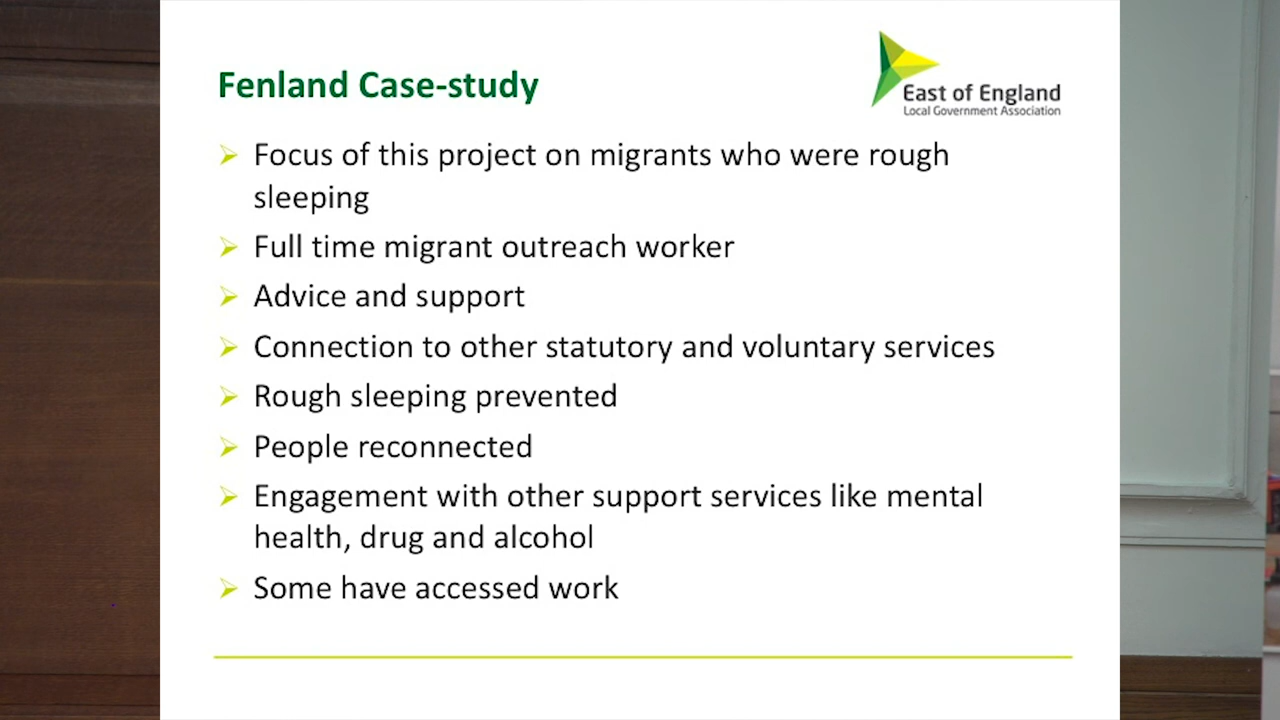 Fenland Case-study
East of England
Local Government Association
Focus of this project on migrants who were rough
sleeping
Full time migrant outreach worker
Advice and support
Connection to other statutory and voluntary services
Rough sleeping prevented
People reconnected
Engagement with other support services like mental
health, drug and alcohol
Some have accessed work